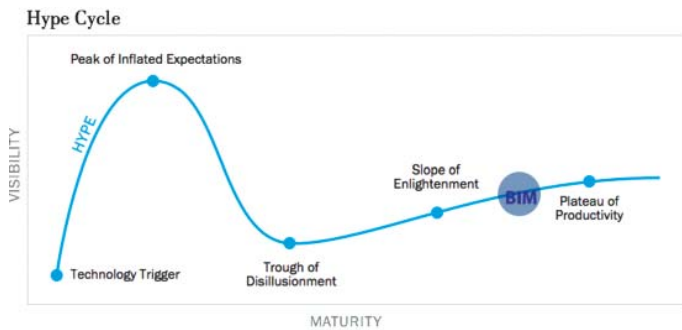 Hype Cycle
Peak of Inflated Expectations
HYPE
VISIBILITY
Slope of
Enlightenment
BIM
Plateau of
Productivity
Trough of
Disillusionment
Technology Trigger
MATURITY